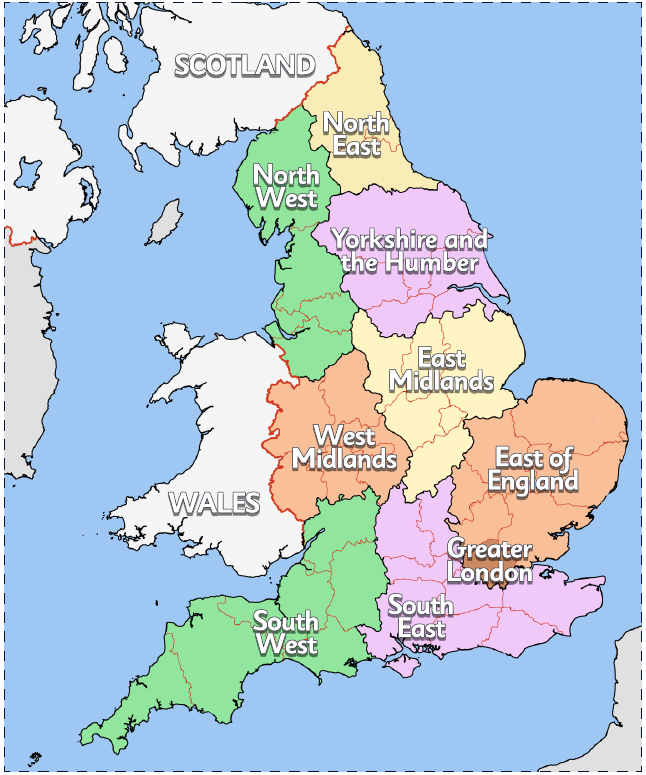 SCOTLAND
North
East
North
West
Yorkshire and
the Humber
East
Midlands
West
Midlands
East of
England
WALES
Greater
London
South
East
South
West